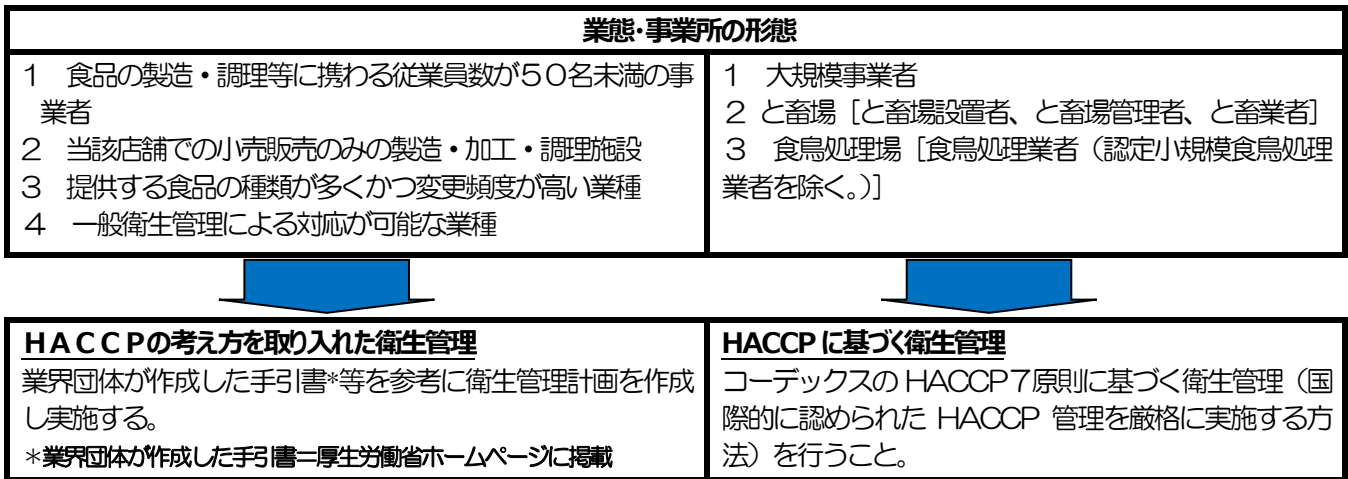 業態・事業所の形態
1 食品の製造・調理等に携わる従業員数が50名未満の事
業者
2 当該店舗での小売販売のみの製造・加工・調理施設
3 提供する食品の種類が多くかつ変更頻度が高い業種
4 一般衛生管理による対応が可能な業種
1 大規模事業者
2 と畜場［と畜場設置者、と畜場管理者、と畜業者］
3 食鳥処理場［食鳥処理業者（認定小規模食鳥処理
業者を除く。）］
HACCPの考え方を取り入れた衛生管理
業界団体が作成した手引書*等を参考に衛生管理計画を作成
し実施する。
*業界団体が作成した手引書＝厚生労働省ホームページに掲載
HACCPに基づく衛生管理
コーデックスのHACCP7原則に基づく衛生管理（国
際的に認められた HACCP 管理を厳格に実施する方
法）を行うこと。